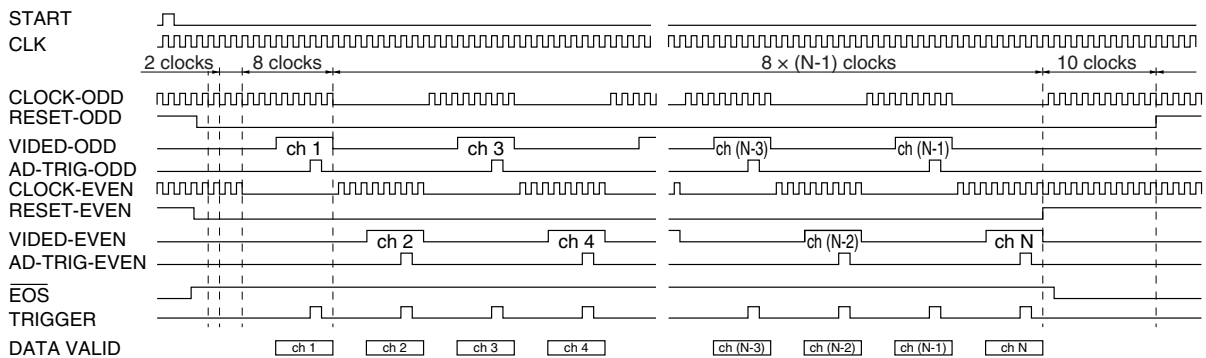 START
CLK
2 clocks 8 clocks 8 × (N-1) clocks 10 clocks
CLOCK-ODD
RESET-ODD
VIDED-ODD ch 1 ch 3 ch (N-3) ch (N-1)
AD-TRIG-ODD
CLOCK-EVEN
RESET-EVEN
VIDED-EVEN ch 2 ch 4 ch (N-2) ch N
AD-TRIG-EVEN
EOS
TRIGGER
DATA VALID ch 1 ch 2 ch 3 ch 4 ch (N-3) ch (N-2) ch (N-1) ch N